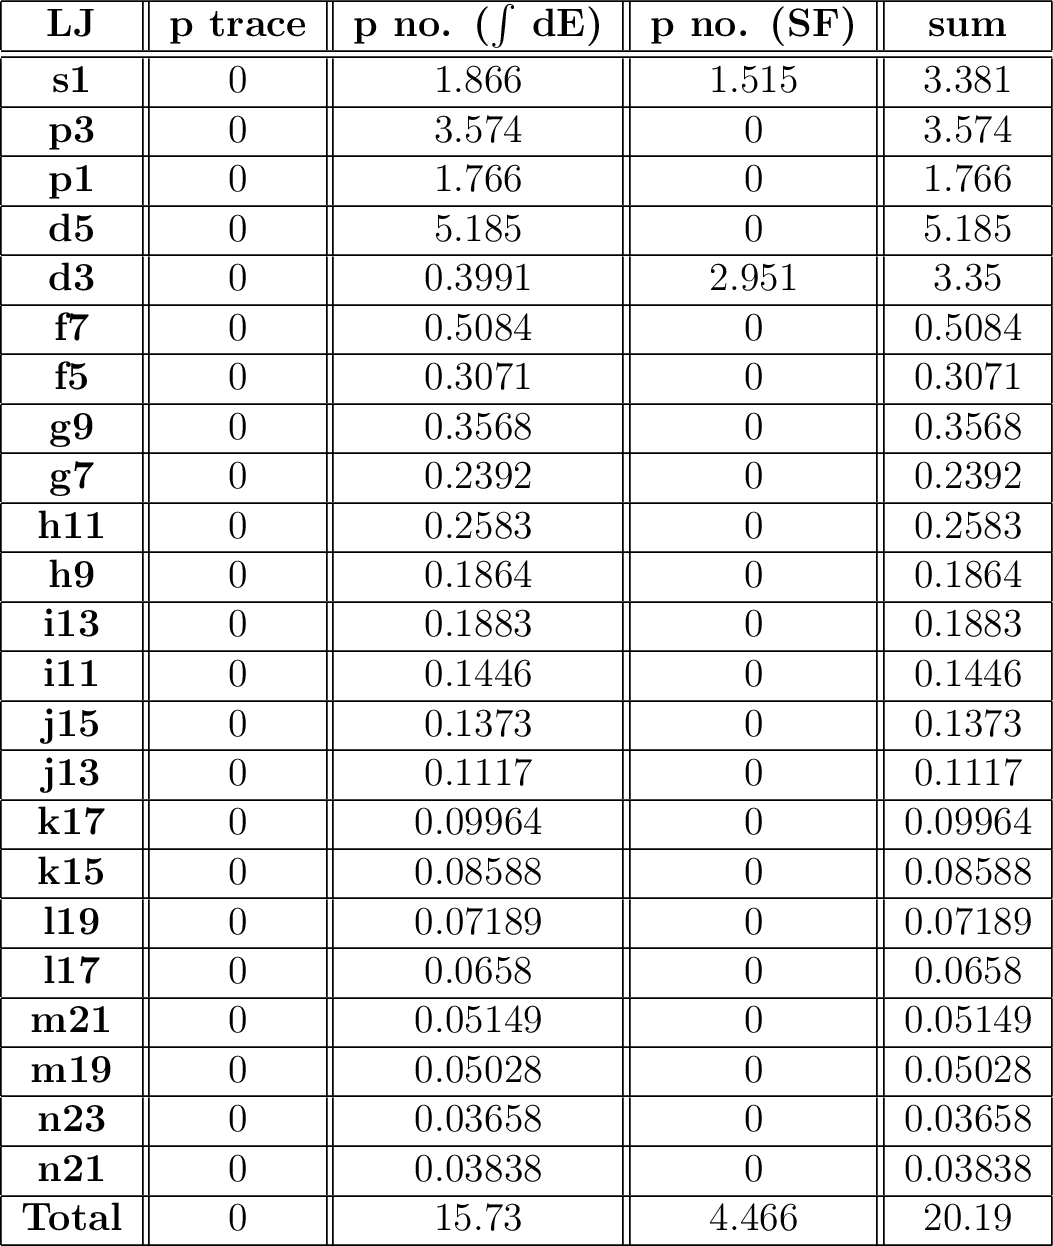 LJ p trace p no. (∫ dE) p no. (SF) sum
s1 0 1.866 1.515 3.381
p3 0 3.574 0 3.574
p1 0 1.766 0 1.766
d5 0 5.185 0 5.185
d3 0 0.3991 2.951 3.35
f7 0 0.5084 0 0.5084
f5 0 0.3071 0 0.3071
g9 0 0.3568 0 0.3568
g7 0 0.2392 0 0.2392
h11 0 0.2583 0 0.2583
h9 0 0.1864 0 0.1864
i13 0 0.1883 0 0.1883
i11 0 0.1446 0 0.1446
j15 0 0.1373 0 0.1373
j13 0 0.1117 0 0.1117
k17 0 0.09964 0 0.09964
k15 0 0.08588 0 0.08588
l19 0 0.07189 0 0.07189
l17 0 0.0658 0 0.0658
m21 0 0.05149 0 0.05149
m19 0 0.05028 0 0.05028
n23 0 0.03658 0 0.03658
n21 0 0.03838 0 0.03838
Total 0 15.73 4.466 20.19